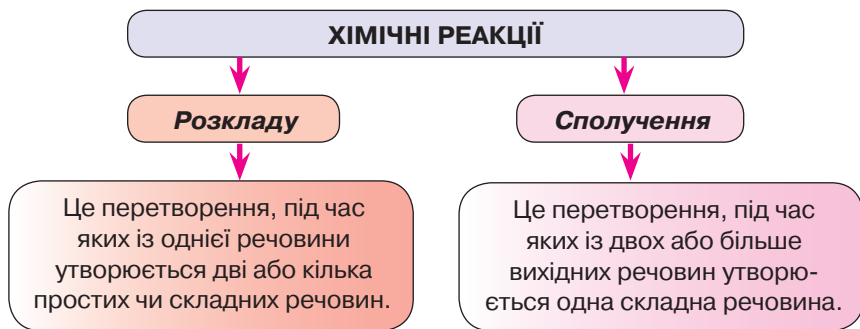 ХІМІЧНІ РЕАКЦІЇ
Розкладу
Сполучення
Це перетворення, під час
яких із однієї речовини
утворюється дві або кілька
простих чи складних речовин.
Це перетворення, під час
яких із двох або більше
вихідних речовин утворю-
ється одна складна речовина.